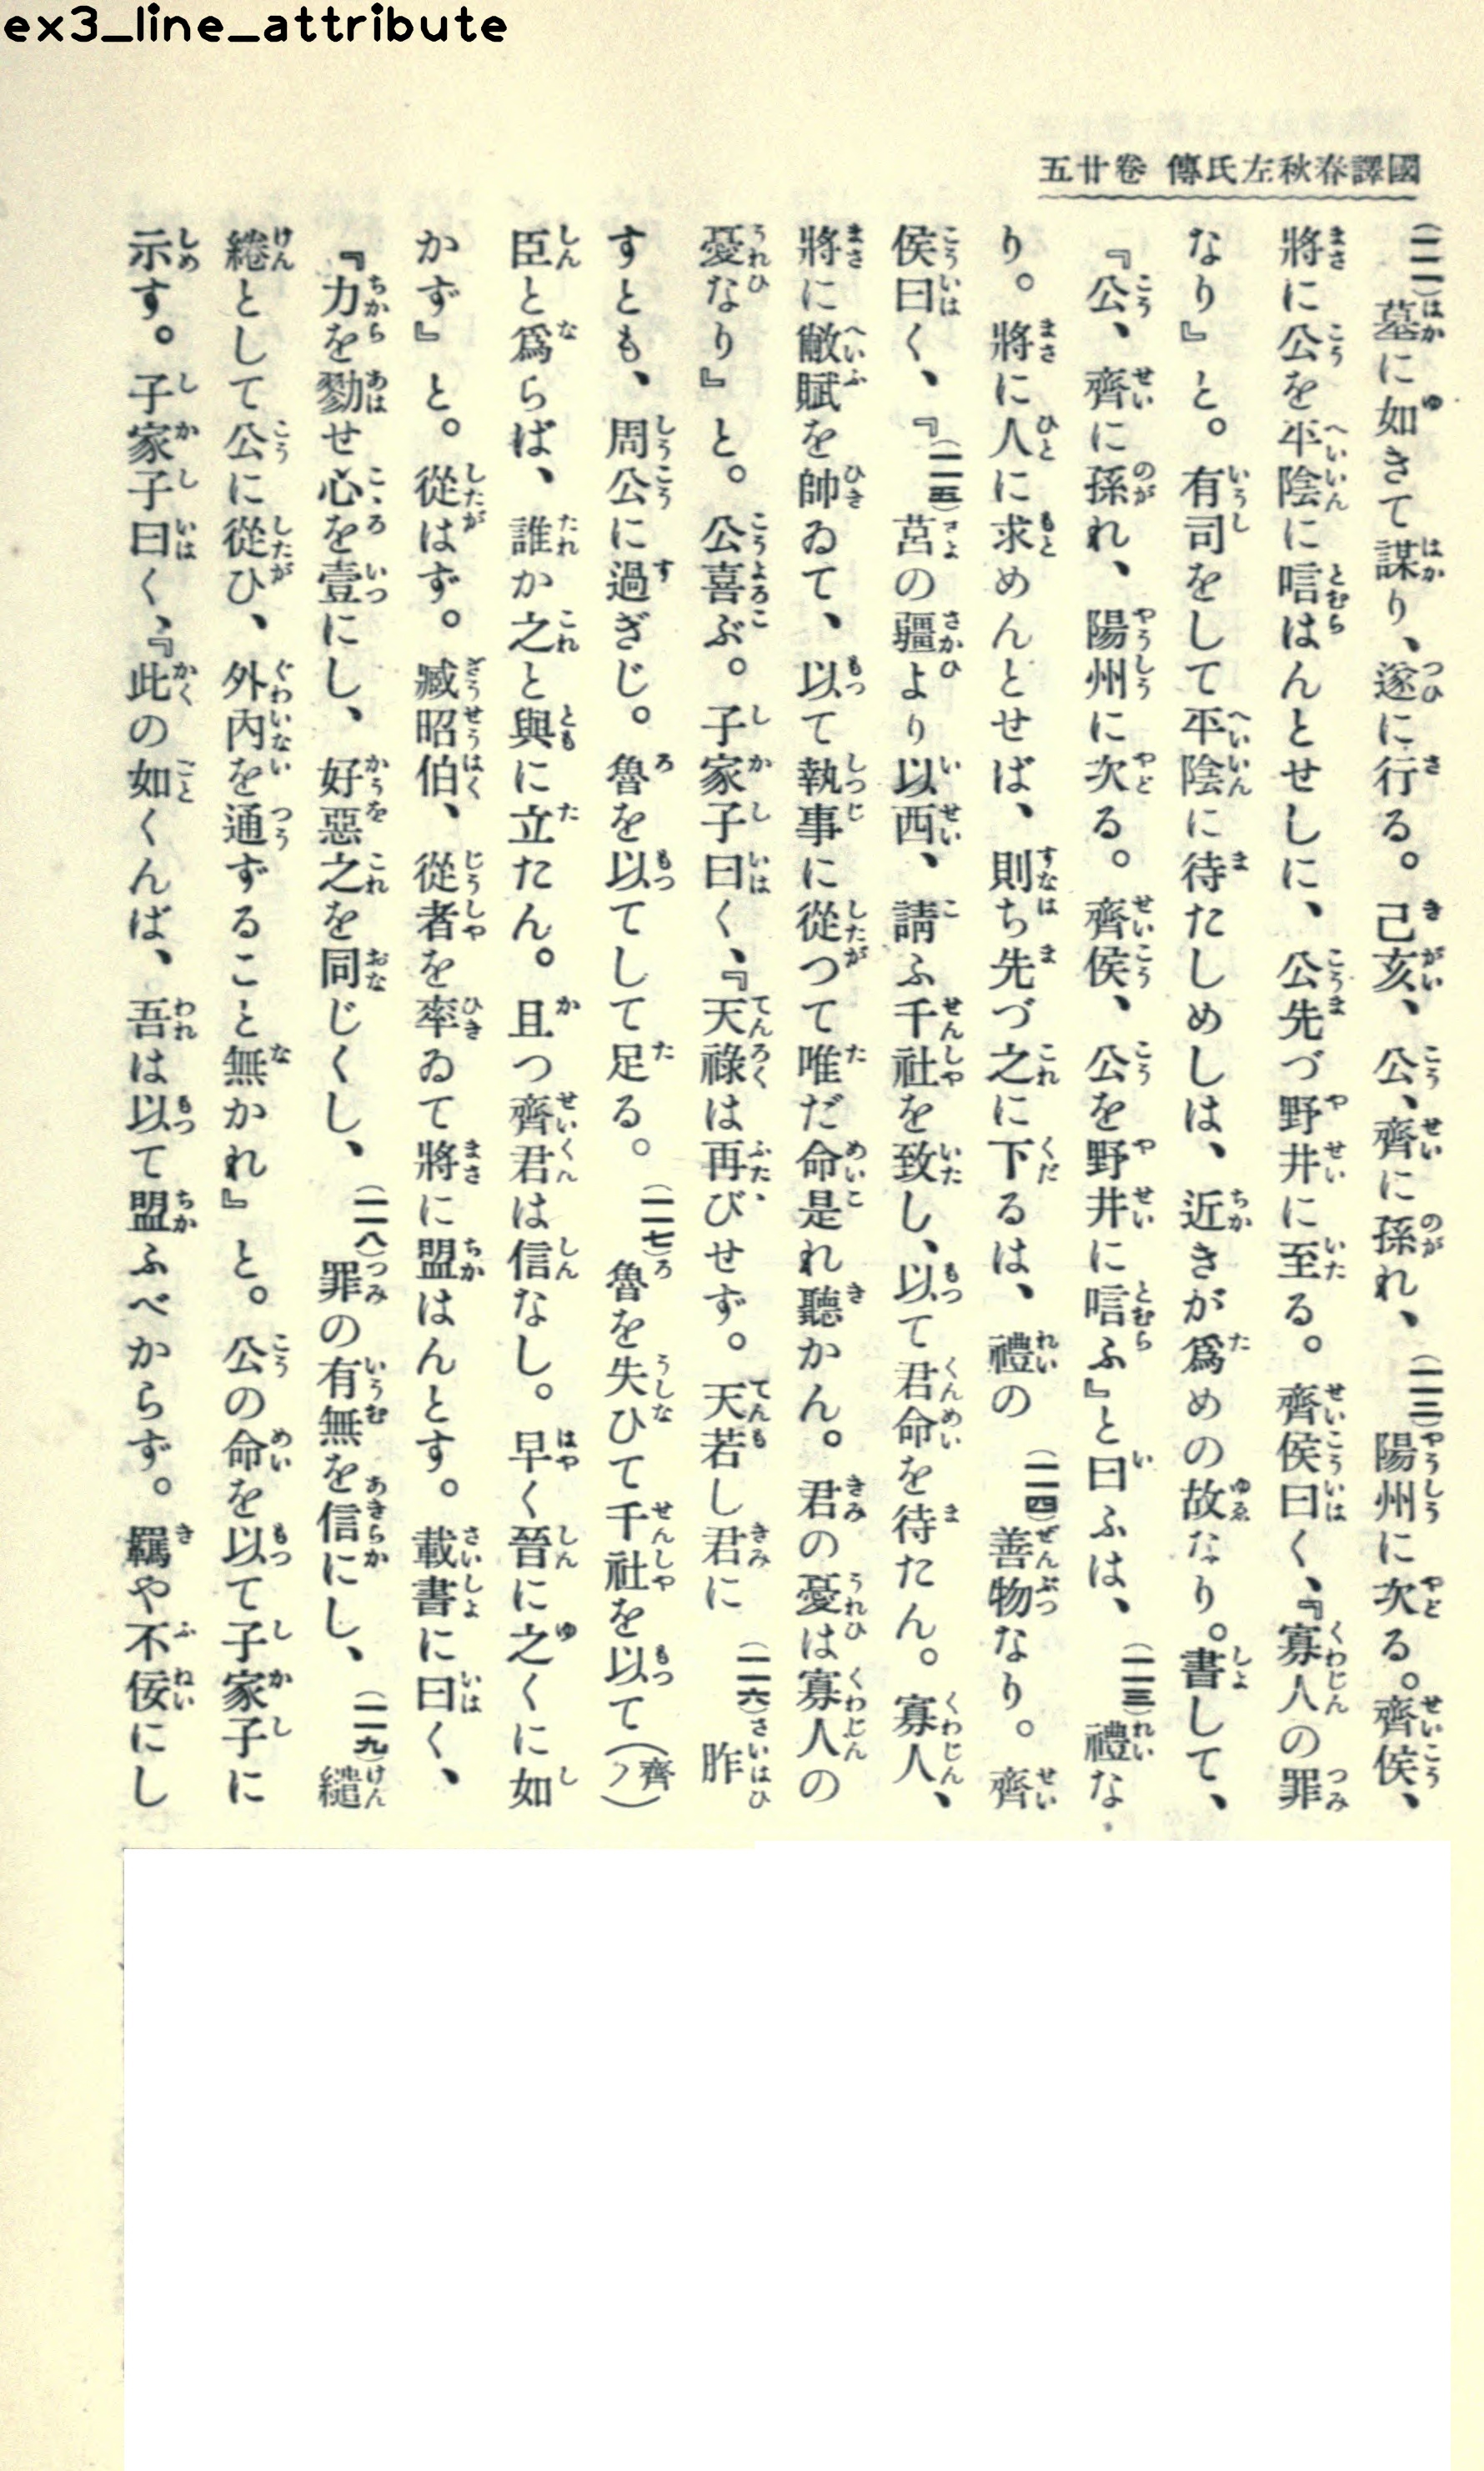 ex3_line_attribute
國譯春秋左氏傳 卷廿五
(一一一)墓に如きて謀り、遂に行る。己亥、公、齊に孫れ、(一一二)陽州に次る。齊侯、
將に公を平陰に唁はんとせしに、公先づ野井に至る。齊侯曰く、『寡人の罪
なり』と。有司をして平陰に待たしめしは、近きが爲めの故なり。書して、
『公、齊に孫れ、陽州に次る。齊侯、公を野井に唁ふ』と曰ふは、(一一三)禮な
り。將に人に求めんとせば、則ち先づ之に下るは、禮の(一一四)善物なり。齊
侯曰く、『(一一五)莒の疆より以西、請ふ千社を致し、以て君命を待たん。寡人、
將に敝賦を帥ゐて、以て執事に從つて唯だ命是れ聽かん。君の憂は寡人の
憂なり』と。公喜ぶ。子家子曰く、『天祿は再びせず。天若し君に(一一六)胙
すとも、周公に過ぎじ。魯を以てして足る。(一一七)魯を失ひて千社を以て(齊ノ)
臣と爲らば、誰か之と與に立たん。且つ齊君は信なし。早く晉に之くに如
かず』と。從はず。臧昭伯、從者を率ゐて將に盟はんとす。載書に曰く、
『力を勠せ心を壹にし、好惡之を同じくし、(一一八)罪の有無を信にし、(一一九)繾
綣として公に從ひ、外內を通ずること無かれ』と。公の命を以て子家子に
示す。子家子曰く、『此の如くんば、吾は以て盟ふべからず。羈や不佞にし